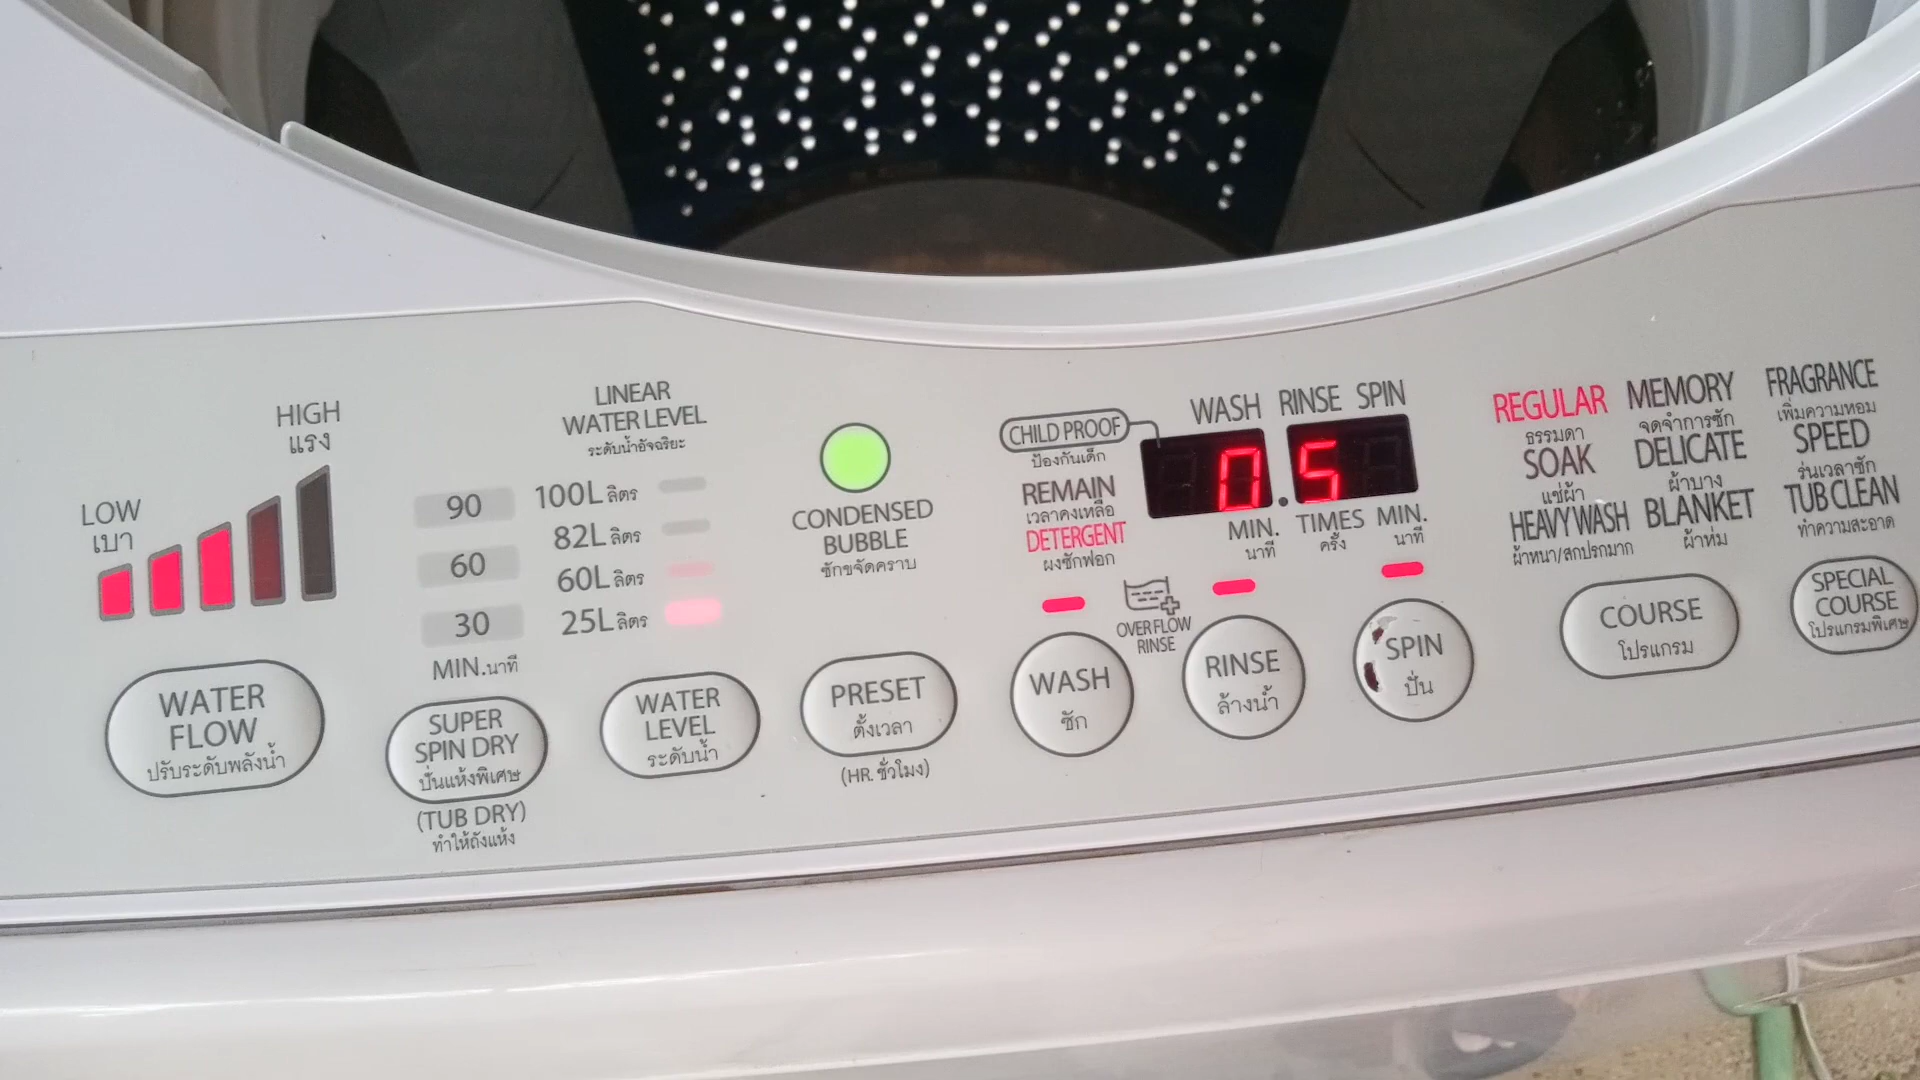 HIGH
แรง
LOW
เบา
WATER
FLOW
ปรับระดับพลังน้ำ
90
60
30
MIN.นาที
SUPER
SPIN DRY
ปั่นแห้งพิเศษ
(TUB DRY)
ทำให้ถังแห้ง
LINEAR
WATER LEVEL
ระดับน้ำอัจฉริยะ
100Lลิตร
82Lลิตร
60Lลิตร
25Lลิตร
WATER
LEVEL
ระดับน้ำ
CONDENSED
BUBBLE
ซักขจัดคราบ
PRESET
ตั้งเวลา
(HR. ชั่วโมง)
CHILD PROOF
ป้องกันเด็ก
REMAIN
เวลาคงเหลือ
DETERGENT
ผงซักฟอก
WASH RINSE SPIN
0.5
MIN. TIMES MIN.
นาที ครั้ง นาที
OVER FLOW
RINSE
WASH
ซัก
RINSE
ล้างน้ำ
SPIN
ปั่น
REGULAR MEMORY FRAGRANCE
ธรรมดา จดจำการซัก เพิ่มความหอม
SOAK DELICATE SPEED
แช่ผ้า ผ้าบาง ร่นเวลาซัก
HEAVY WASH BLANKET TUB CLEAN
ผ้าหนา/สกปรกมาก ผ้าห่ม ทำความสะอาด
COURSE
โปรแกรม
SPECIAL
COURSE
โปรแกรมพิเศษ